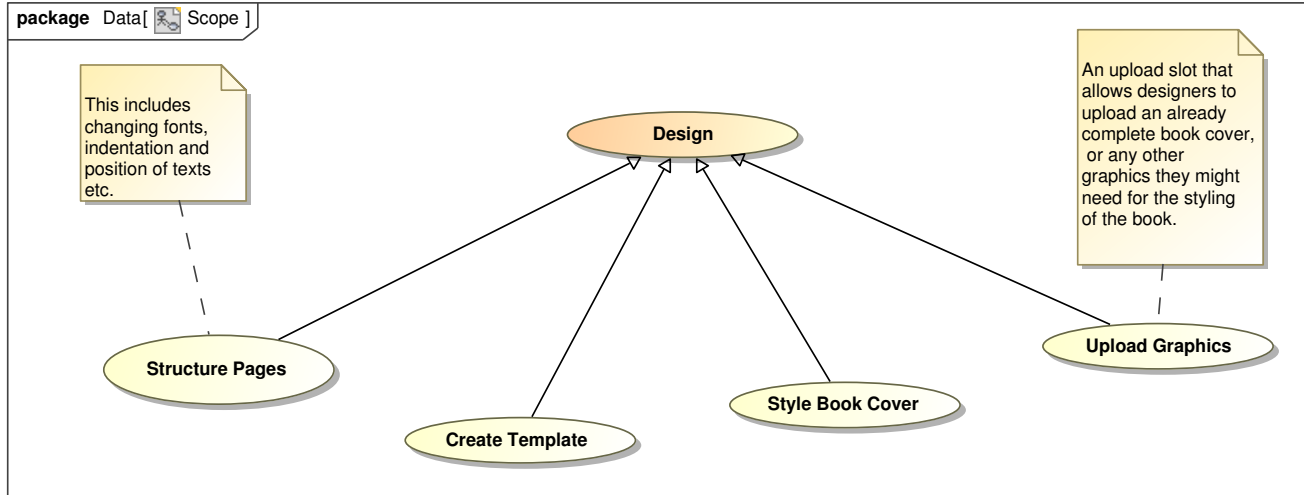 package Data[ Scope ]
This includes
changing fonts,
indentation and
position of texts
etc.
Design
An upload slot that
allows designers to
upload an already
complete book cover,
or any other
graphics they might
need for the styling
of the book.
Structure Pages
Upload Graphics
Style Book Cover
Create Template